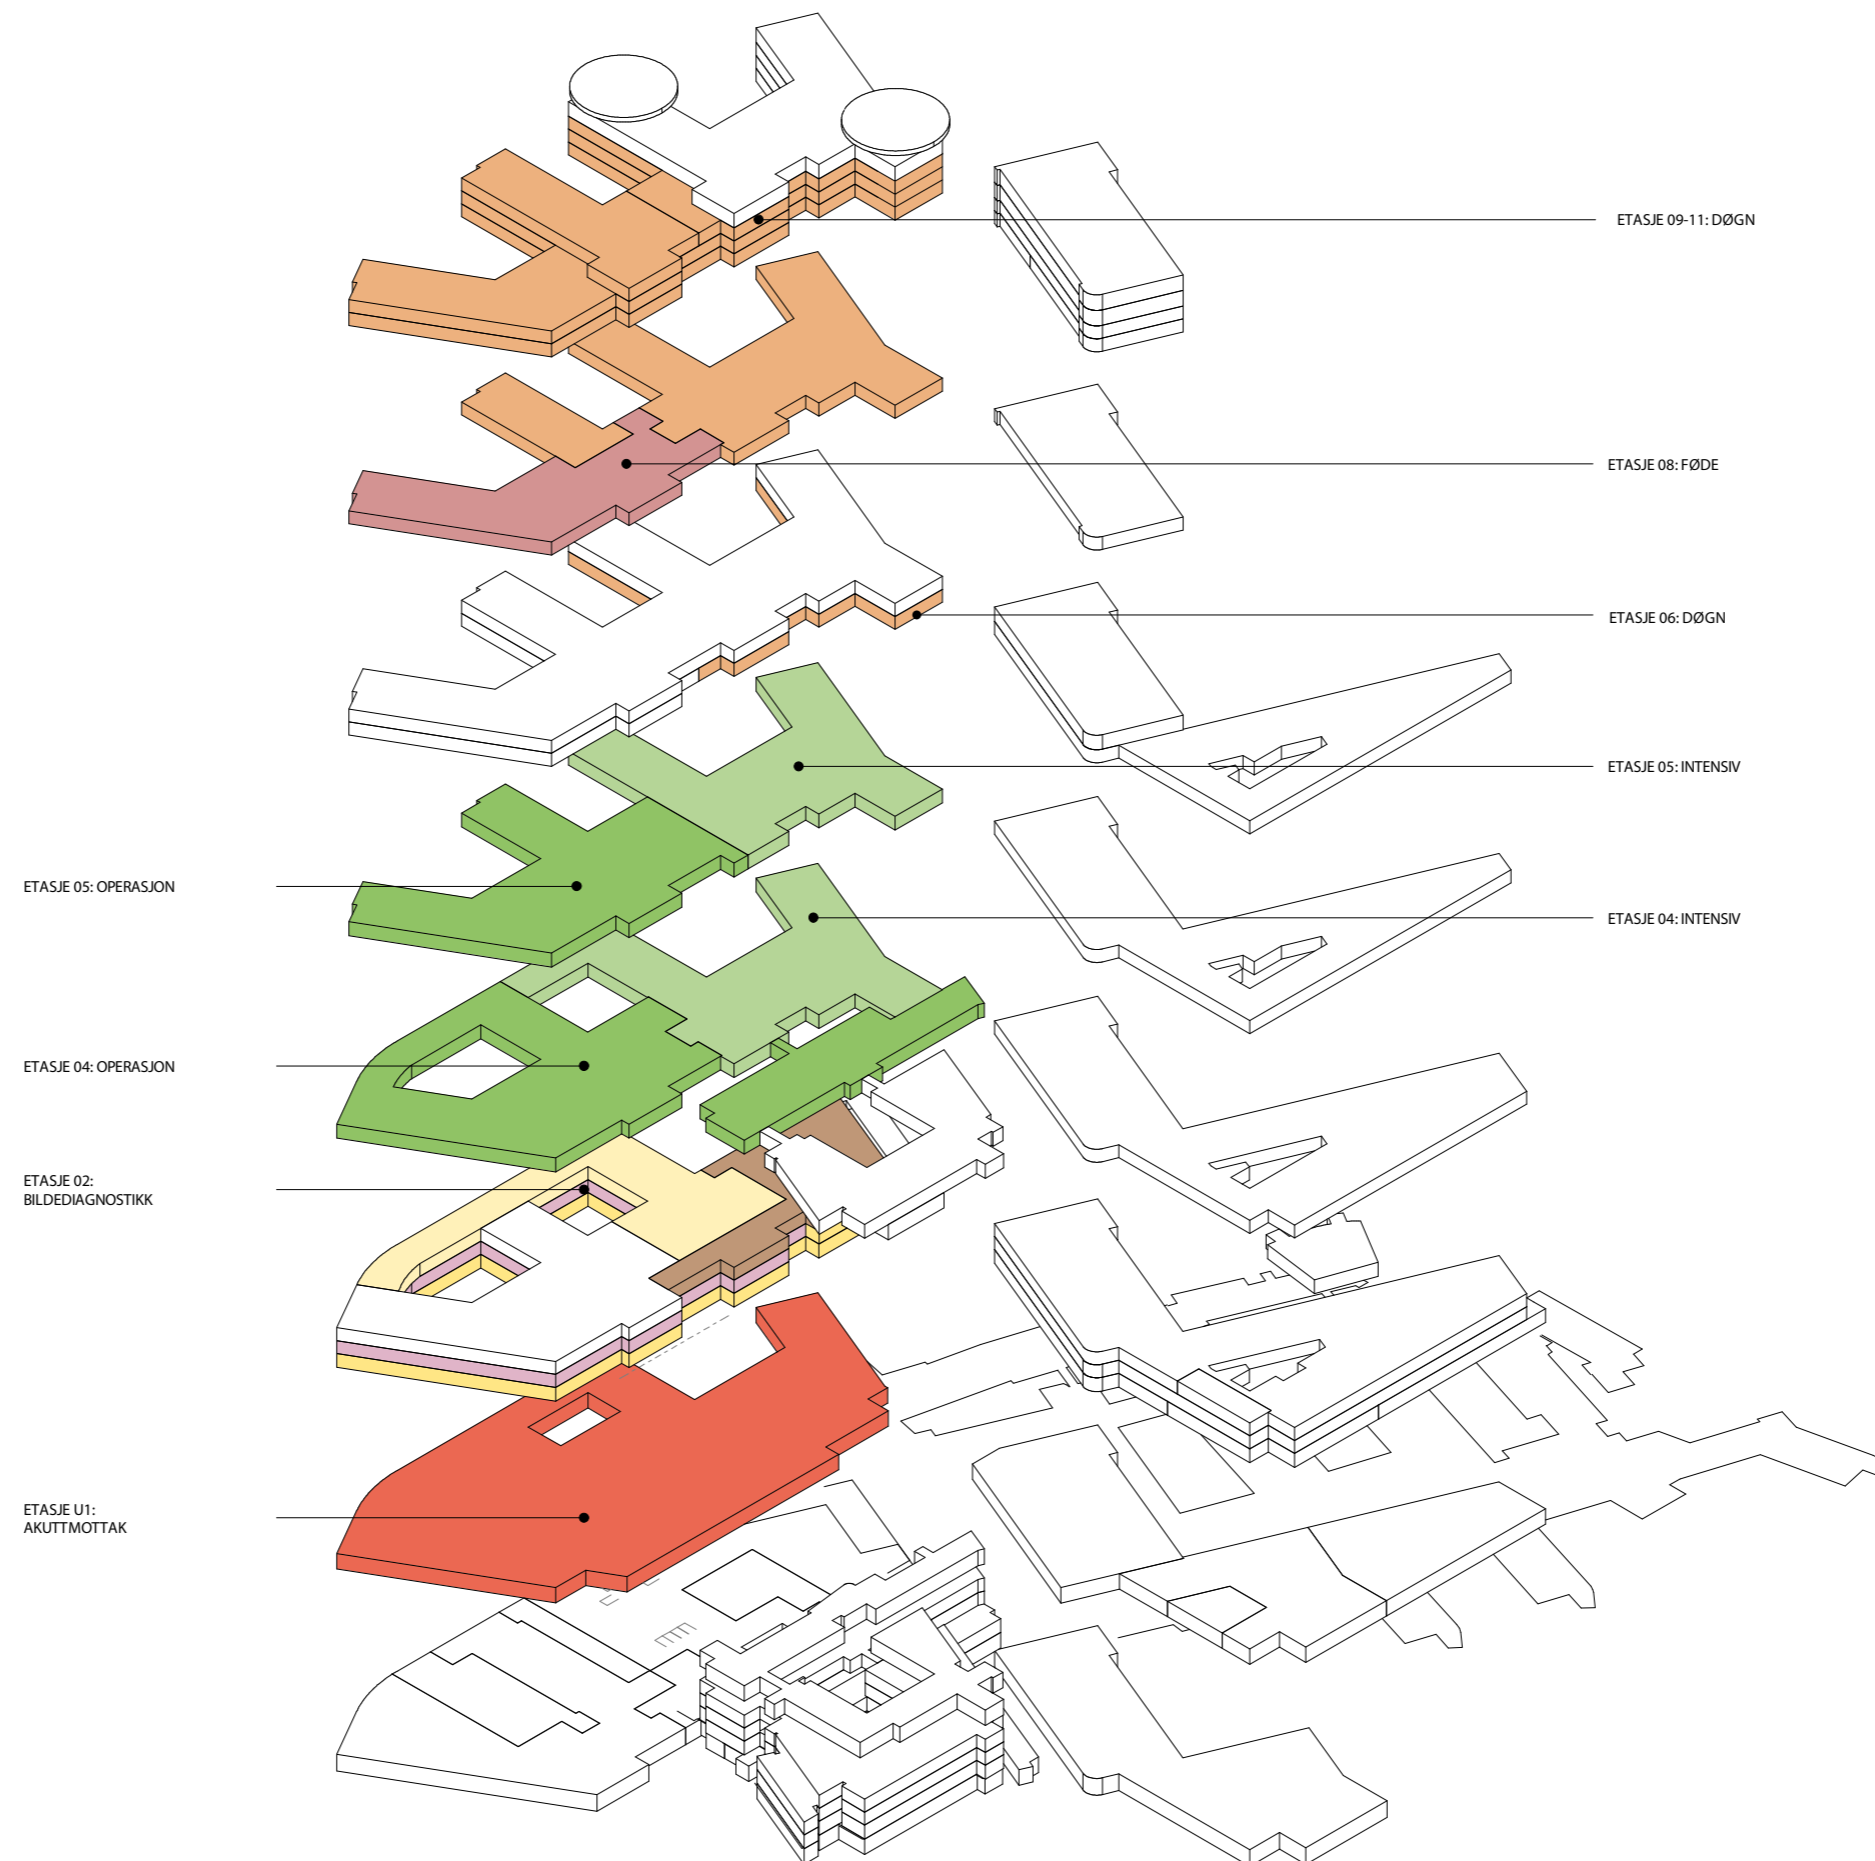 ETASJE 09-11: DØGN
ETASJE 08: FØDE
ETASJE 06: DØGN
ETASJE 05: INTENSIV
ETASJE 05: OPERASJON
ETASJE 04: INTENSIV
ETASJE 04: OPERASJON
ETASJE 02:
BILDEDIAGNOSTIKK
ETASJE U1:
AKUTTMOTTAK